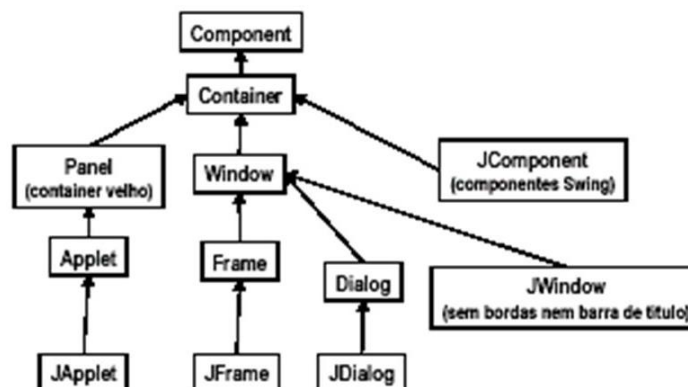 Component
Container
Panel
(container velho)
Window
JComponent
(componentes Swing)
Applet
Frame
Dialog
JWindow
(sem bordas nem barra de título)
JApplet
JFrame
JDialog